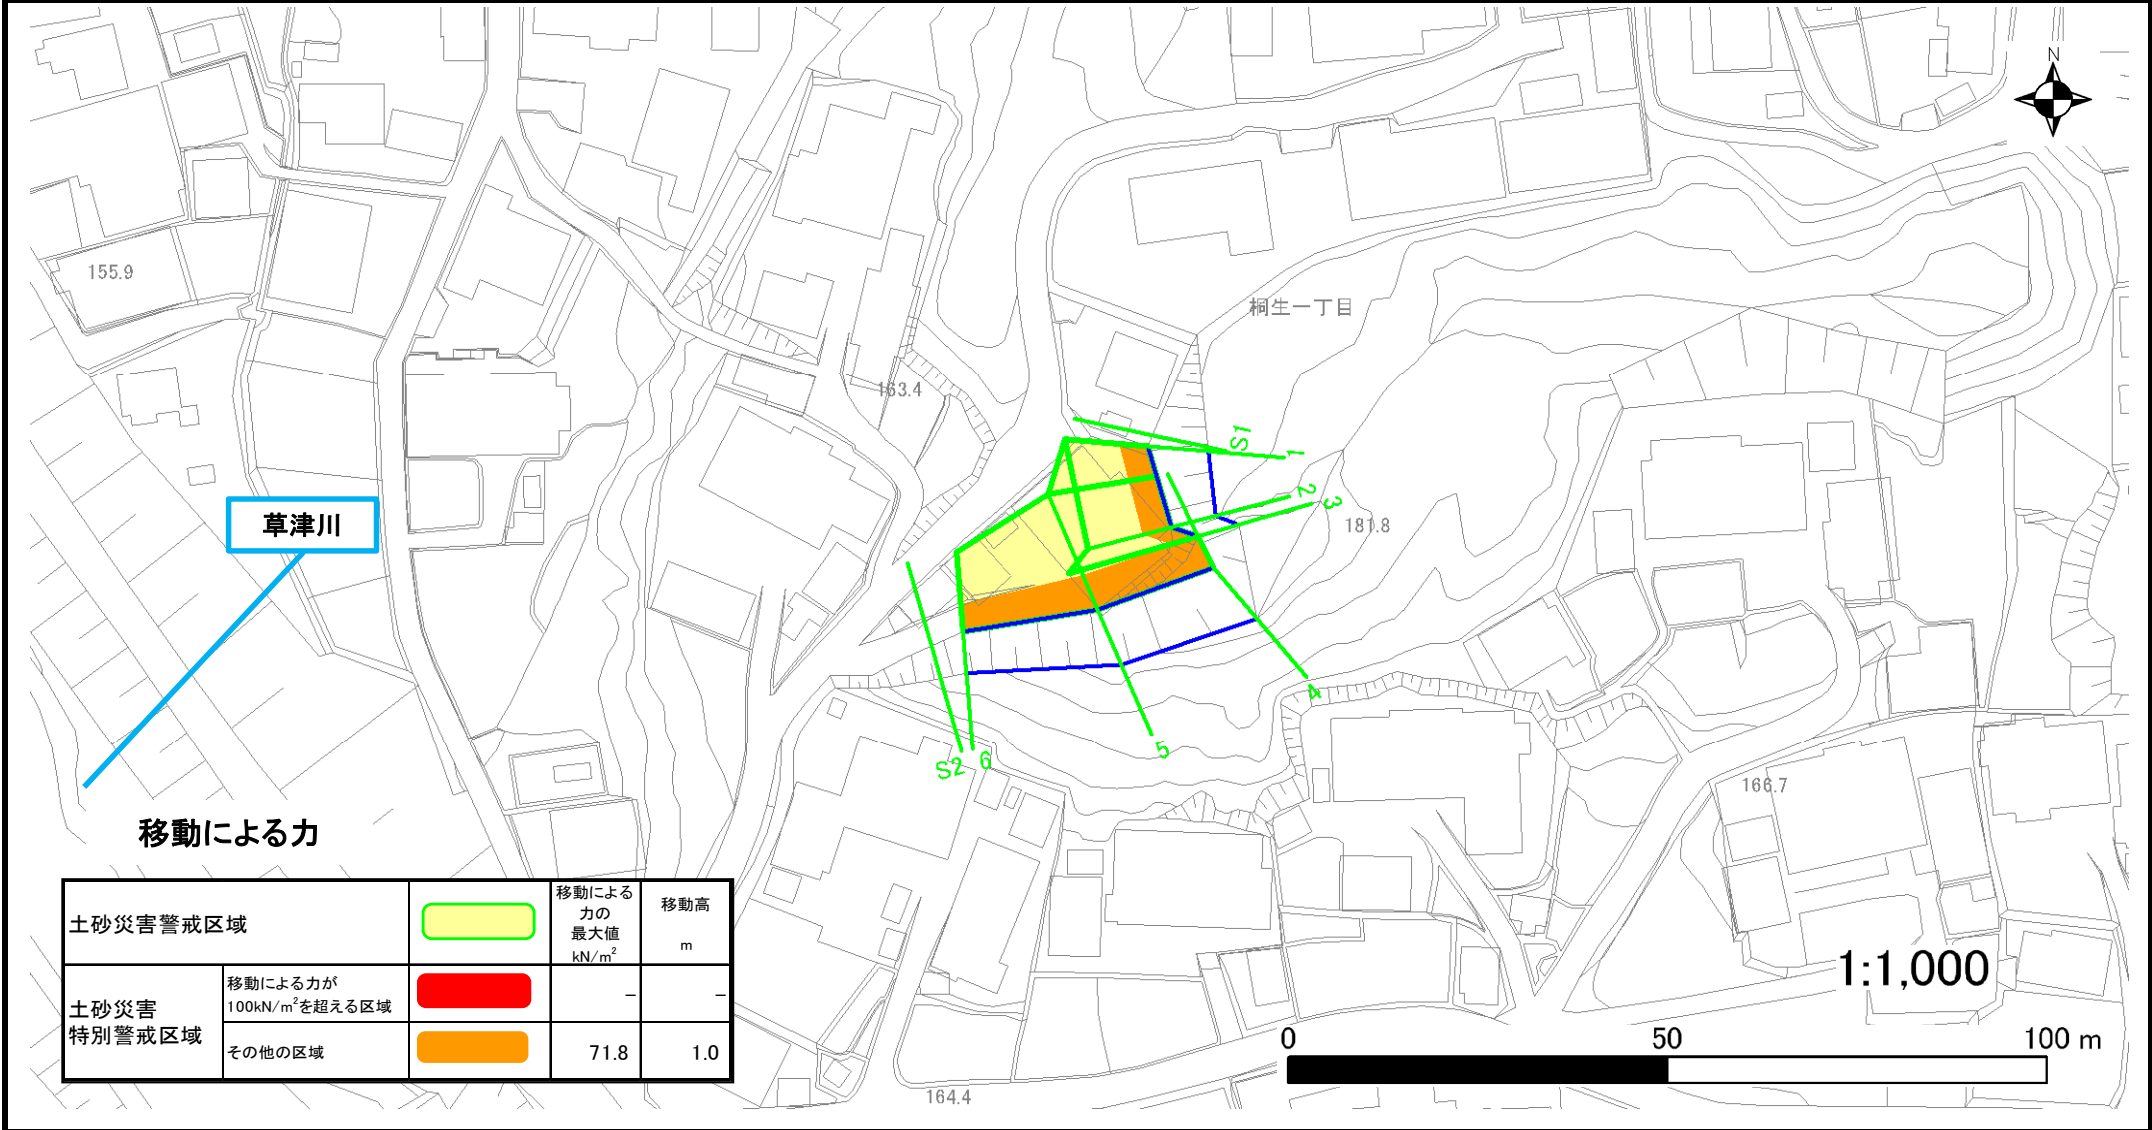 N
155.9
桐生一丁目
163.4
S1
1
2
3
181.8
草津川
4
5
S2 6
166.7
移動による力
土砂災害警戒区域
移動による
力の
最大値
kN/m²
移動高
m
土砂災害
特別警戒区域
移動による力が
100kN/m²を超える区域
– –
その他の区域
71.8 1.0
1:1,000
0 50 100 m
164.4